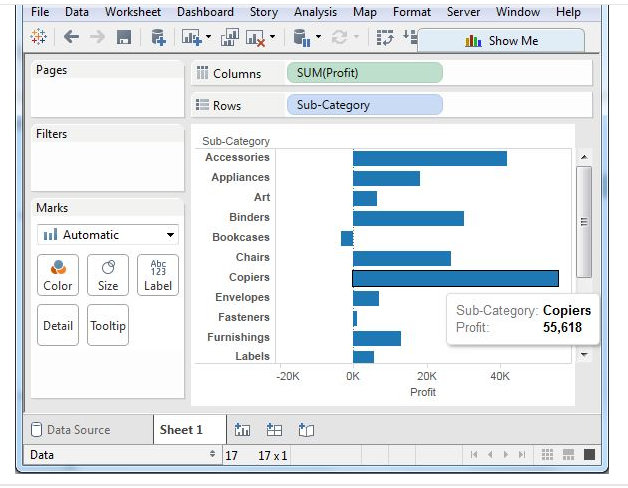 File Data Worksheet Dashboard Story Analysis Map Format Server Window Help
Show Me
Pages
Columns SUM(Profit)
Rows Sub-Category
Filters
Marks
Automatic
Color Size Abc 123 Label
Detail Tooltip
Sub-Category
Accessories
Appliances
Art
Binders
Bookcases
Chairs
Copiers
Envelopes
Fasteners
Furnishings
Labels
Sub-Category: Copiers
Profit: 55,618
-20K 0K 20K 40K
Profit
Data Source Sheet 1
Data 17 17 x 1